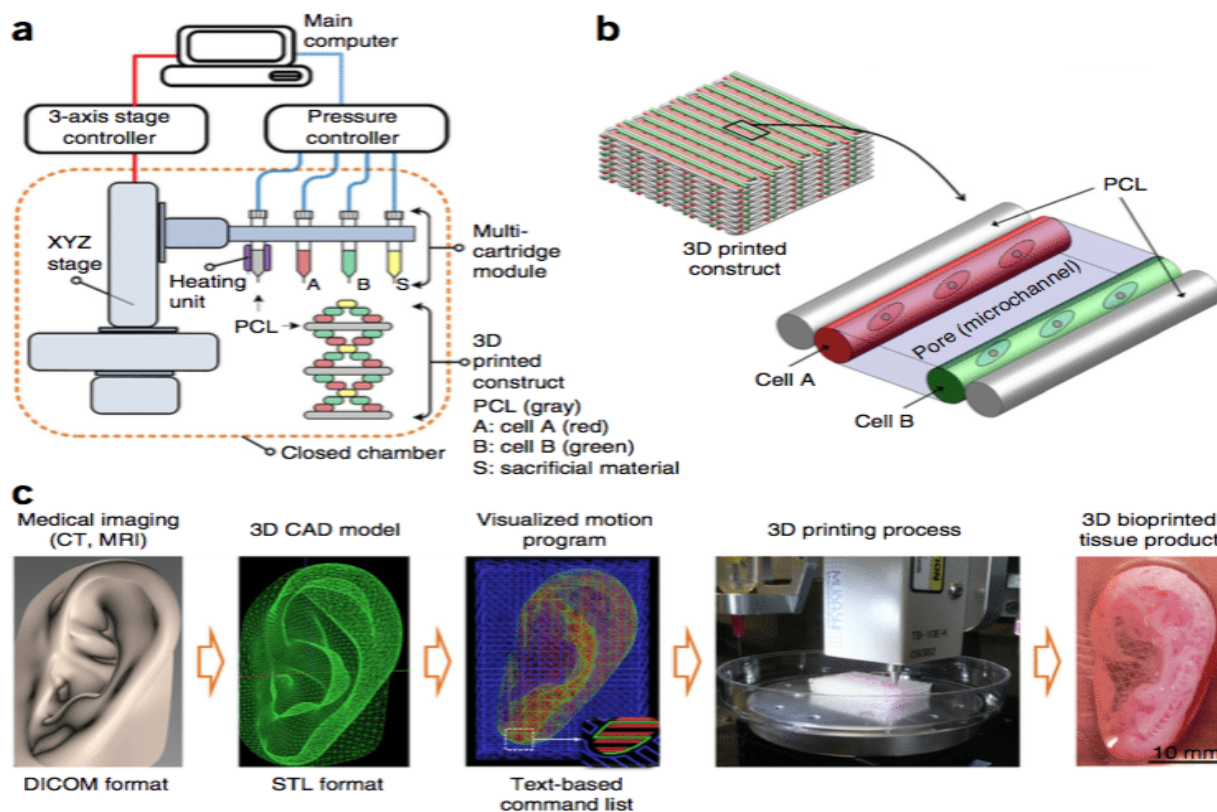 a
Main
computer
3-axis stage
controller
Pressure
controller
XYZ
stage
Heating
unit
A
B
S
Multi-
cartridge
module
PCL
3D
printed
construct
PCL (gray)
A: cell A (red)
B: cell B (green)
S: sacrificial material
Closed chamber
b
3D printed
construct
PCL
Pore (microchannel)
Cell A
Cell B
c
Medical imaging
(CT, MRI)
DICOM format
3D CAD model
STL format
Visualized motion
program
Text-based
command list
3D printing process
TB-10E-K
3D bioprinted
tissue product
10 mm